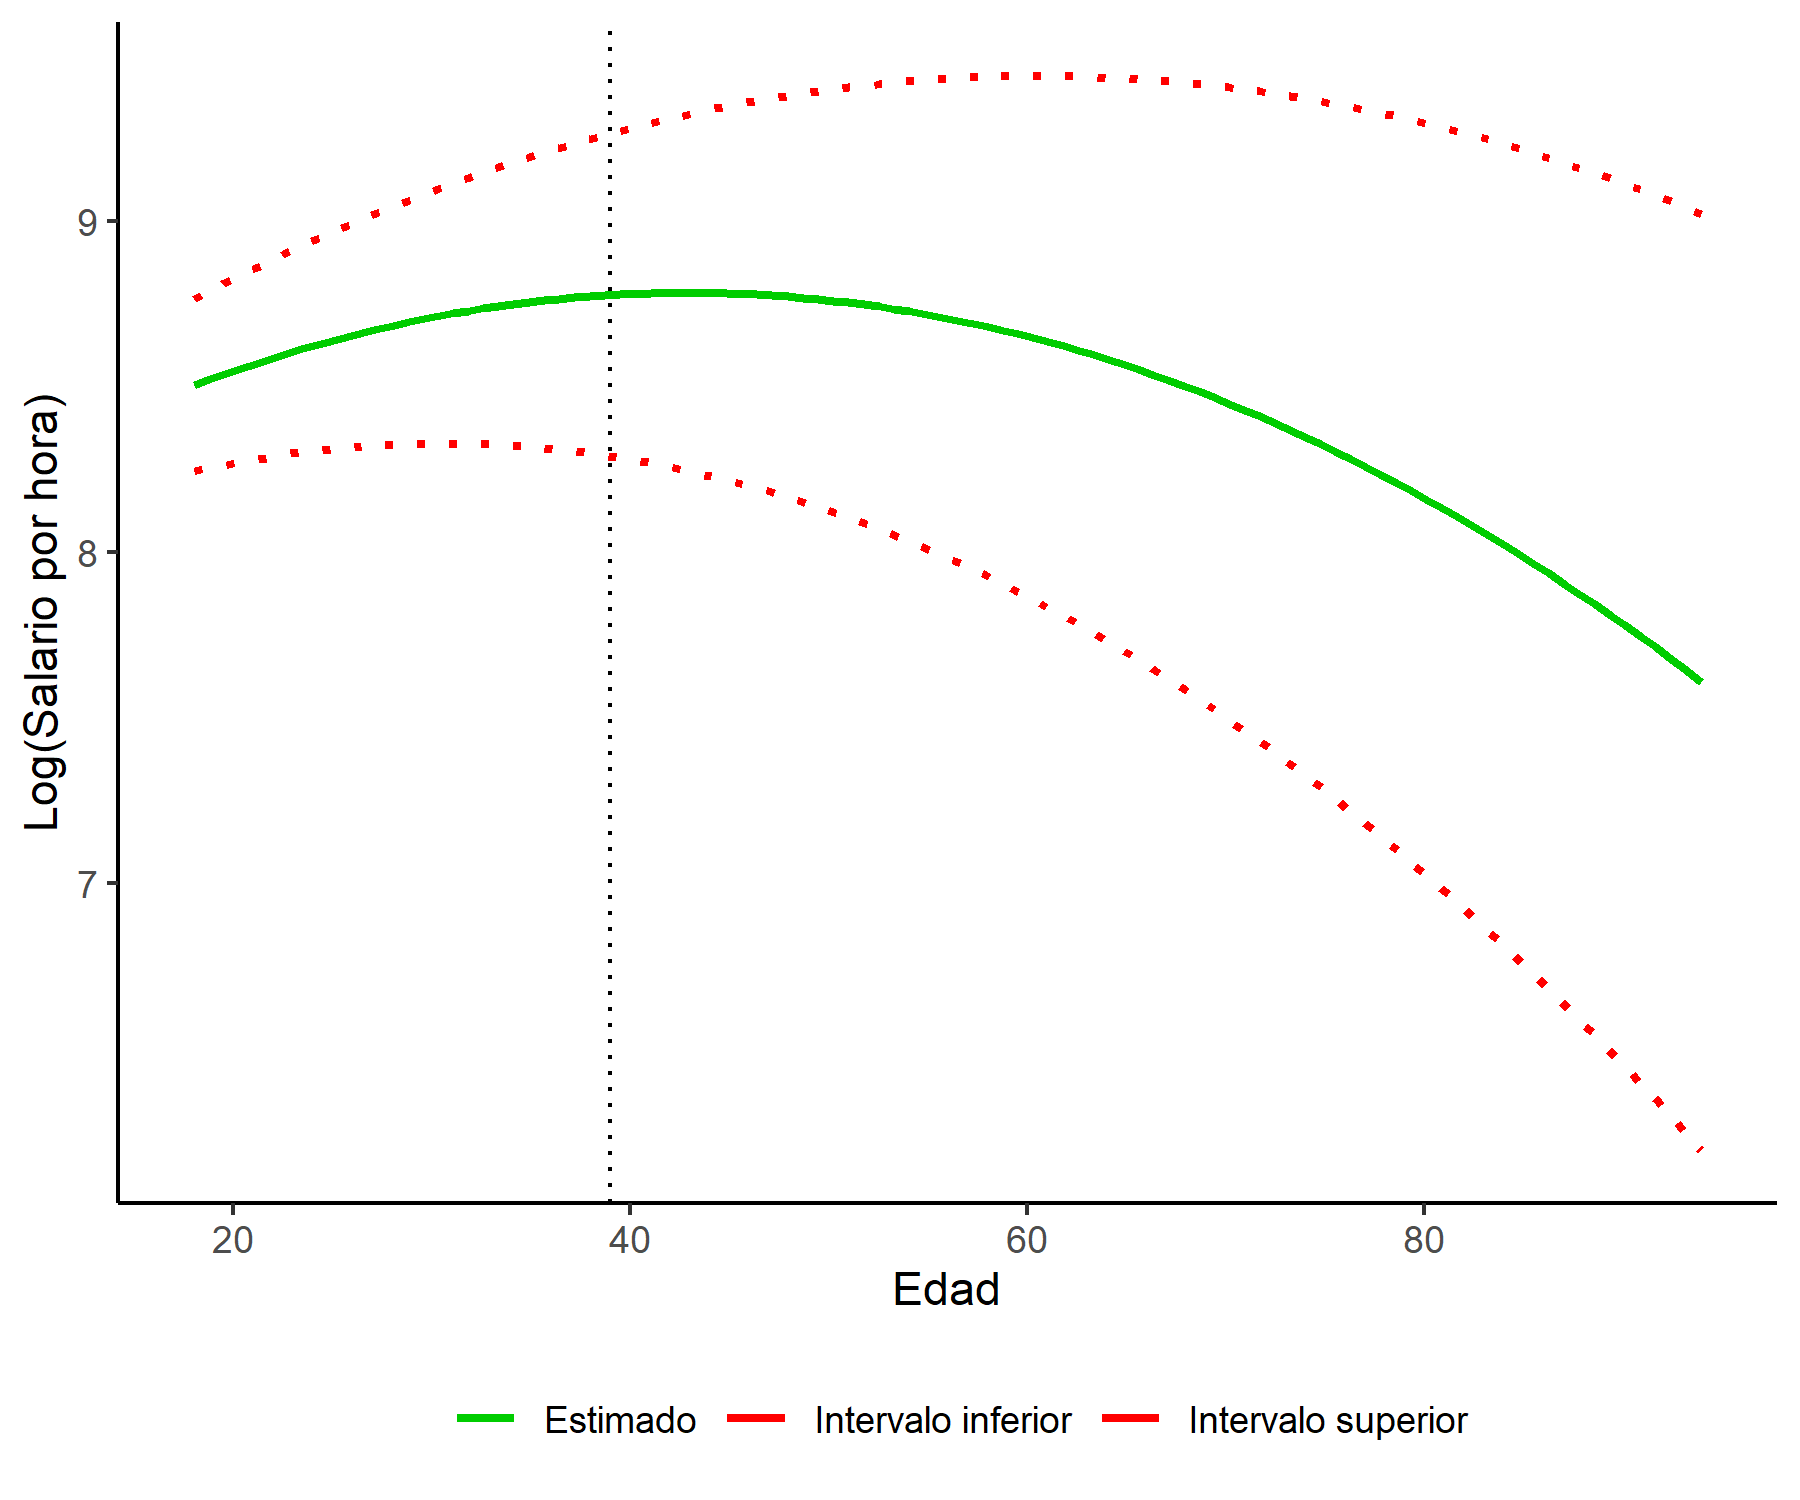 Log(Salario por hora)
9
8
7
20 40 60 80
Edad
Estimado Intervalo inferior Intervalo superior